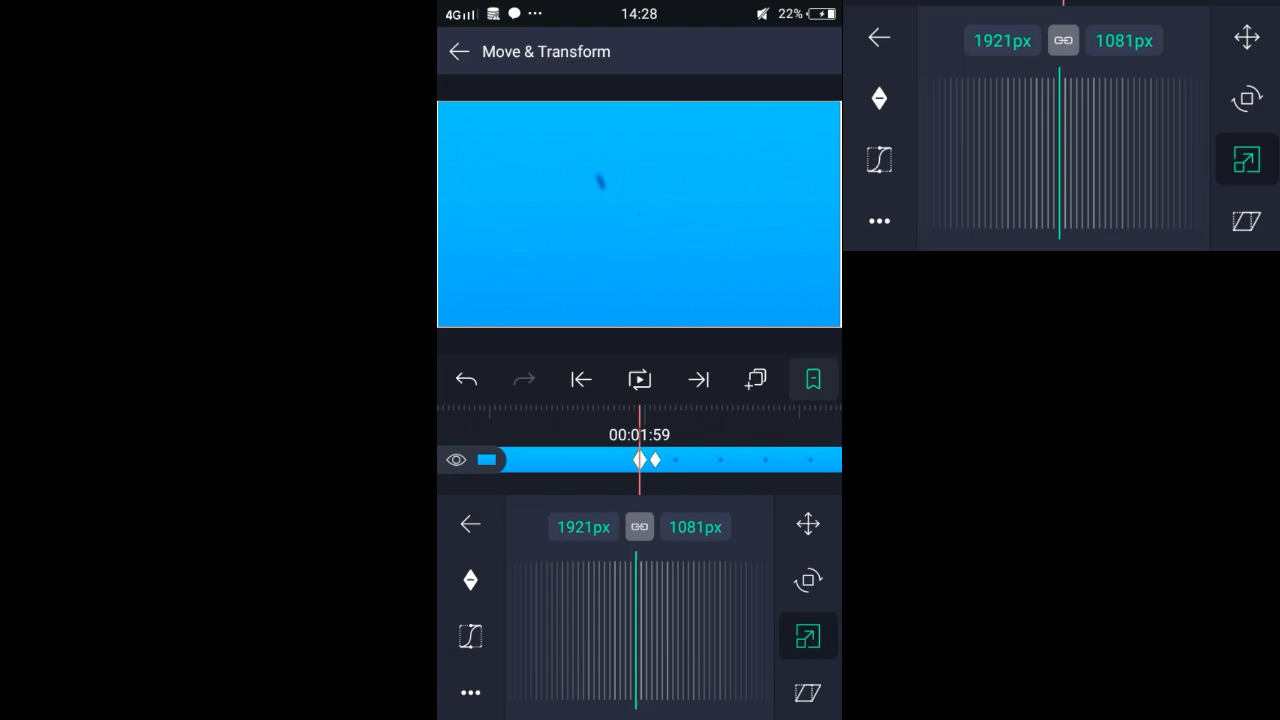 4G 14:28 22%
Move & Transform
00:01:59
1921px 1081px
1921px 1081px